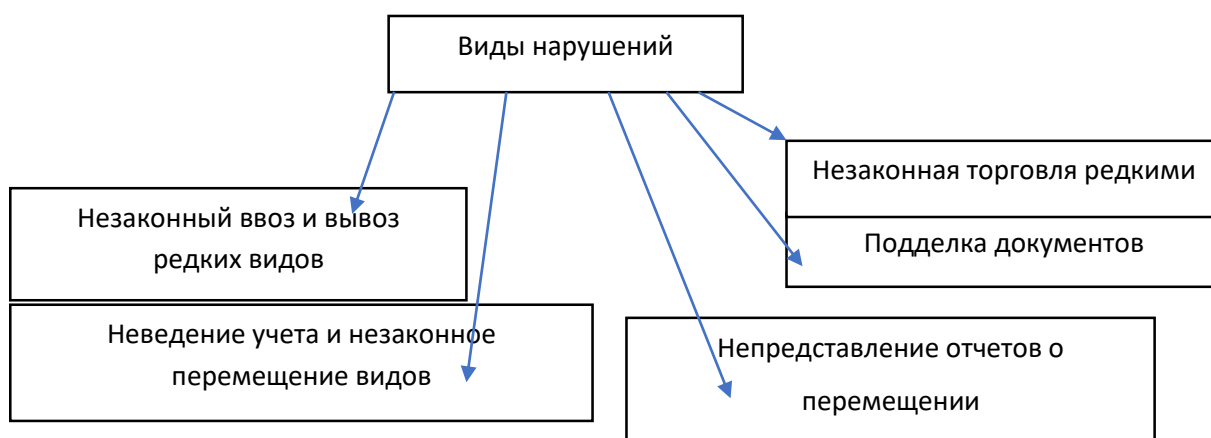 Виды нарушений
Незаконная торговля редкими
Подделка документов
Незаконный ввоз и вывоз
редких видов
Неведение учета и незаконное
перемещение видов
Непредставление отчетов о
перемещении